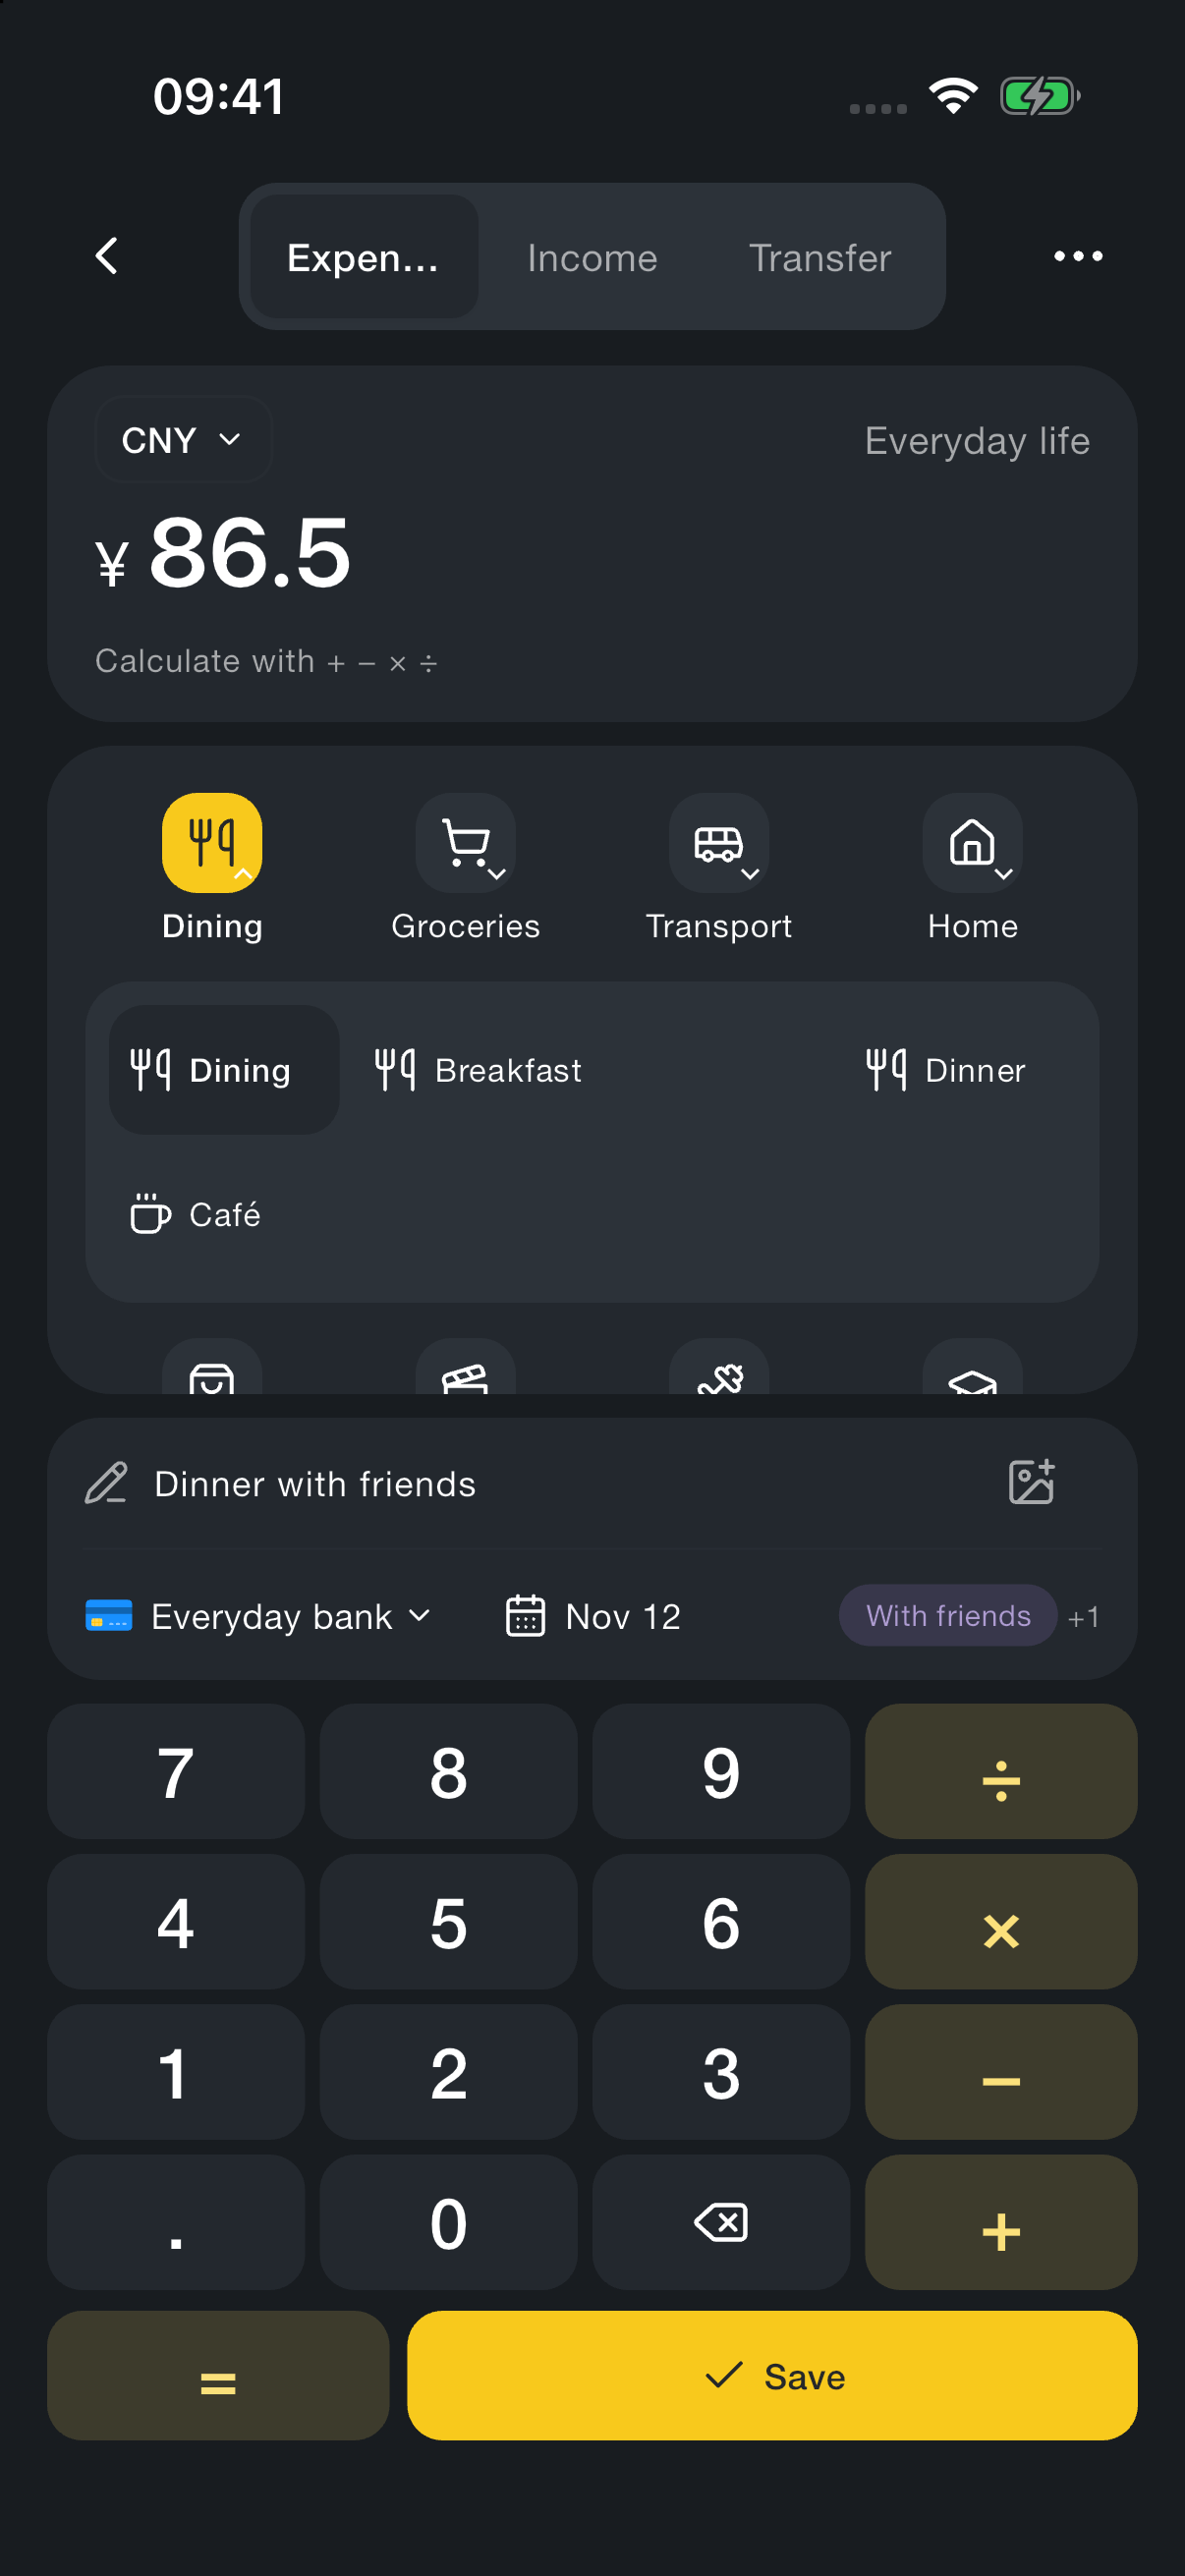 09:41
Expen... Income Transfer
CNY Everyday life
¥ 86.5
Calculate with + − × ÷
Dining Groceries Transport Home
Dining Breakfast Dinner
Café
Dinner with friends
Everyday bank Nov 12 With friends +1
7 8 9 ÷
4 5 6 ×
1 2 3 −
. 0 +
= Save